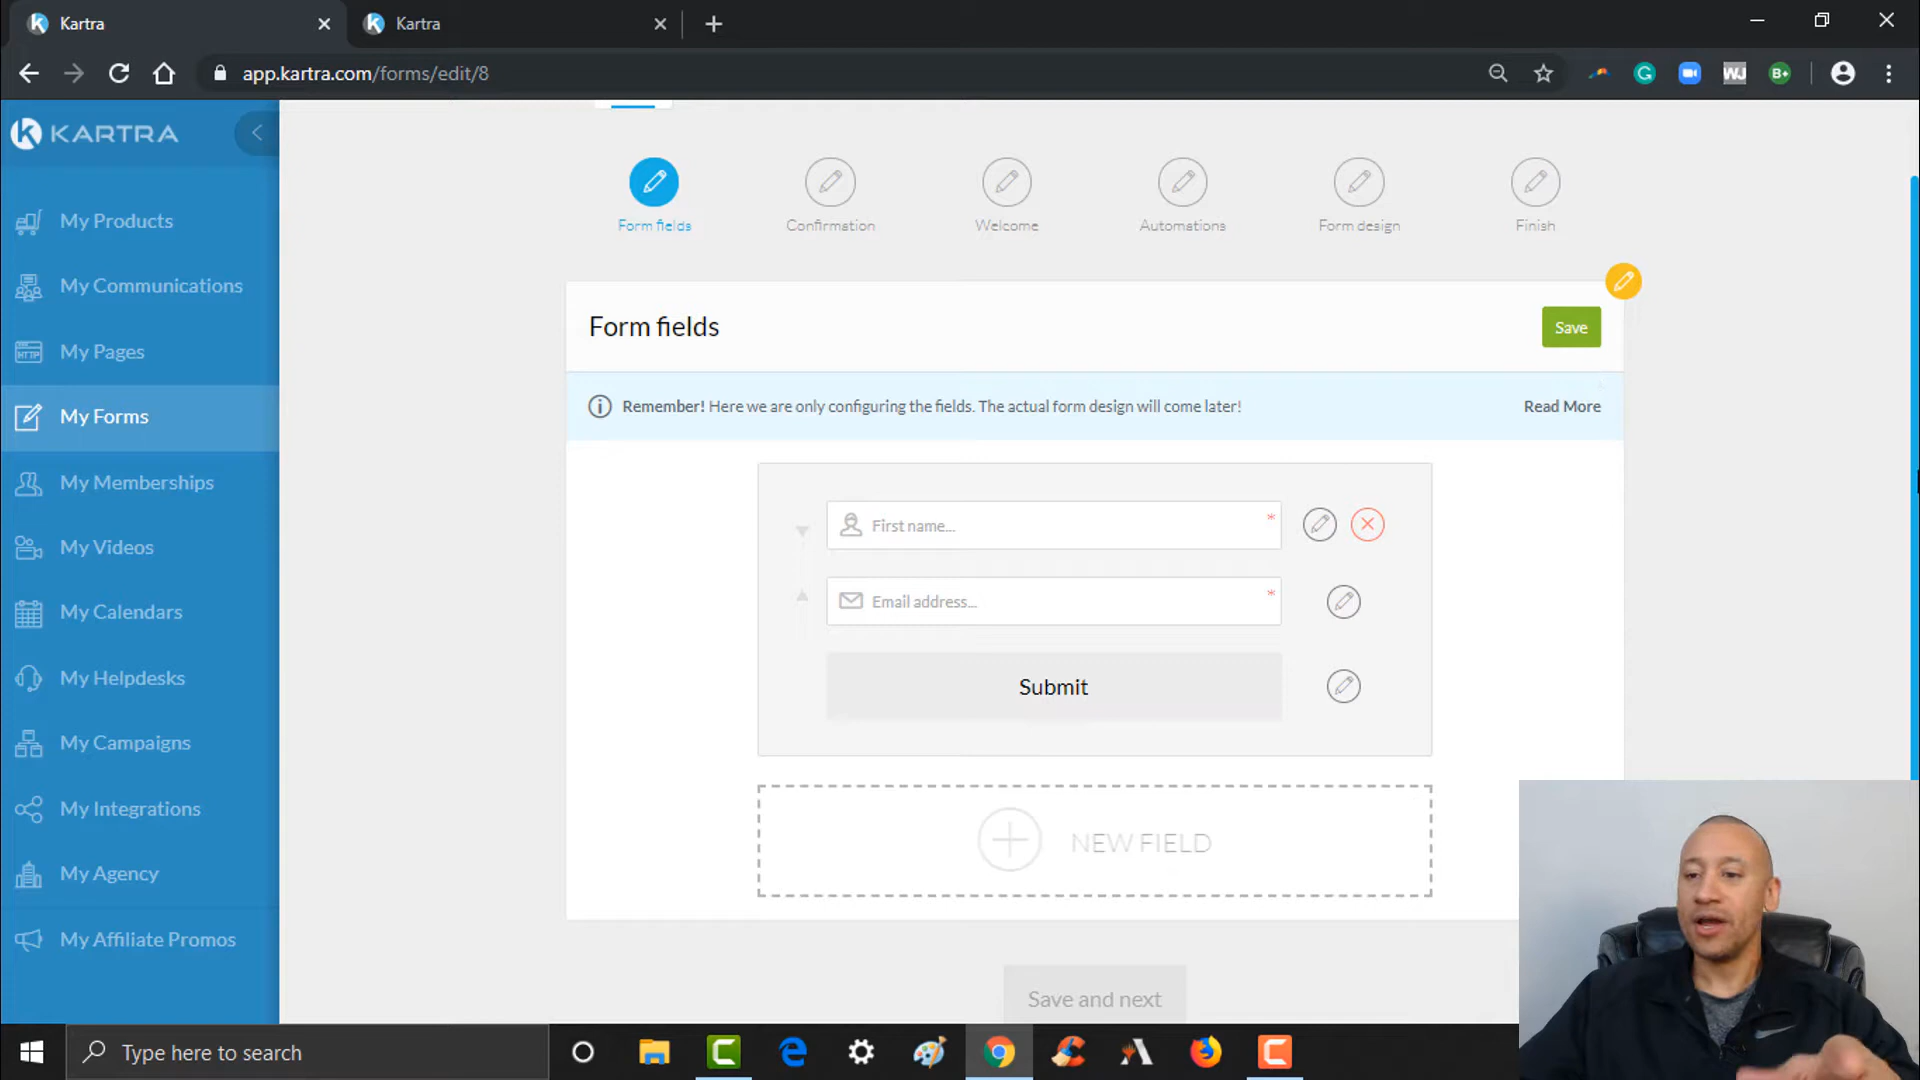 Kartra
Kartra
app.kartra.com/forms/edit/8
KARTRA
My Products
My Communications
My Pages
My Forms
My Memberships
My Videos
My Calendars
My Helpdesks
My Campaigns
My Integrations
My Agency
My Affiliate Promos
Form fields
Confirmation
Welcome
Automations
Form design
Finish
Form fields
Save
Remember! Here we are only configuring the fields. The actual form design will come later!
Read More
First name... *
Email address... *
Submit
NEW FIELD
Save and next
Type here to search